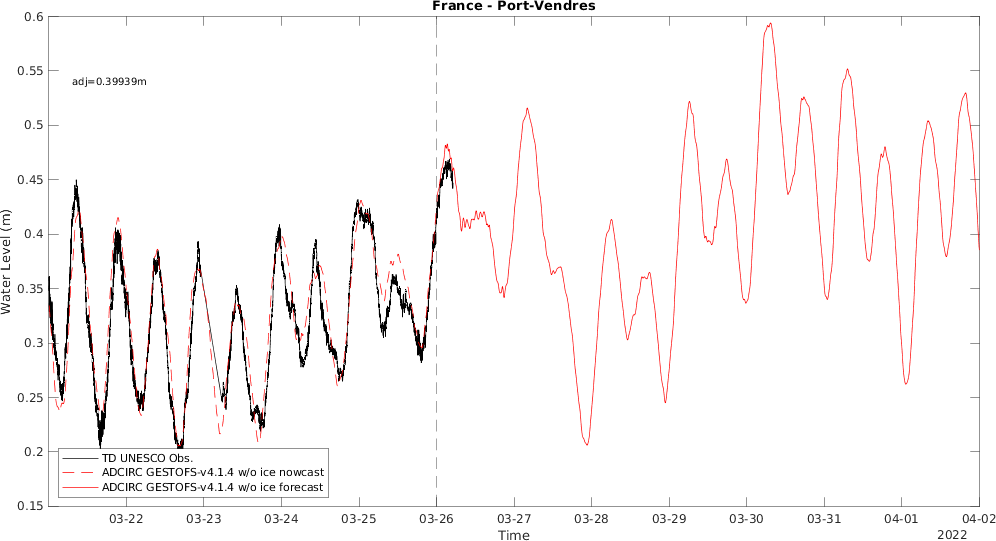 France - Port-Vendres
0.6
0.55
0.5
0.45
0.4
0.35
0.3
0.25
0.2
0.15
Water Level (m)
adj=0.39939m
TD UNESCO Obs.
ADCIRC GESTOFS-v4.1.4 w/o ice nowcast
ADCIRC GESTOFS-v4.1.4 w/o ice forecast
03-22 03-23 03-24 03-25 03-26 03-27 03-28 03-29 03-30 03-31 04-01 04-02
Time
2022